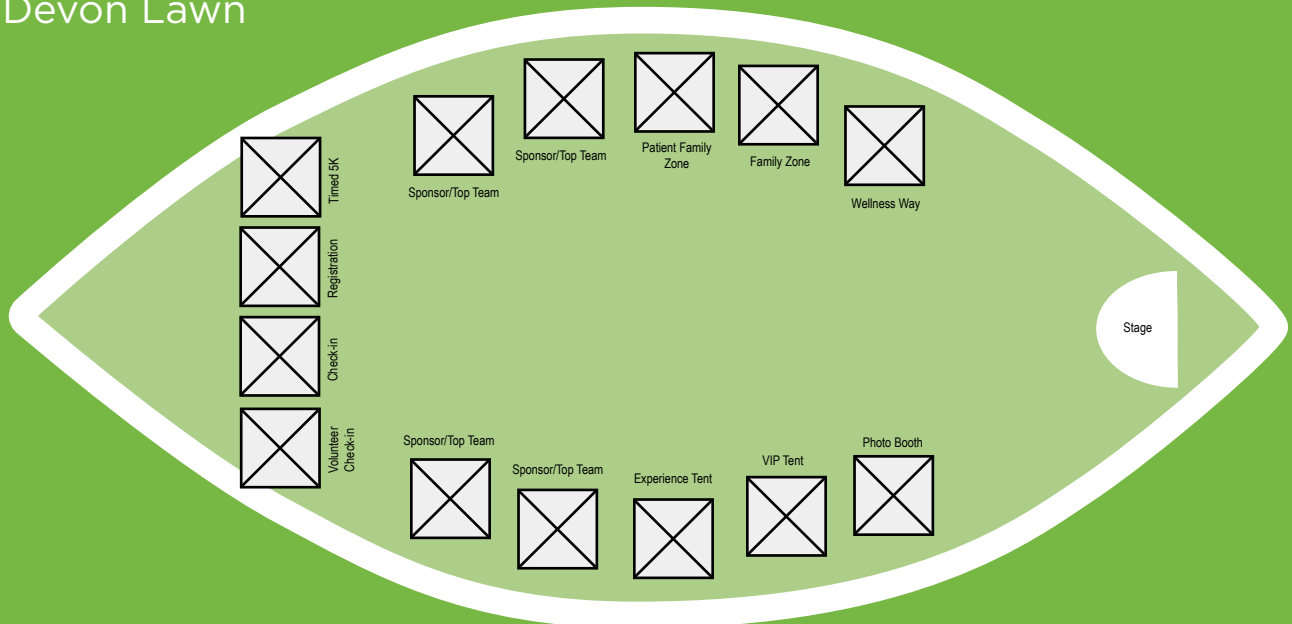 Devon Lawn
Sponsor/Top Team
Sponsor/Top Team
Patient Family
Zone
Family Zone
Wellness Way
Timed 5K
Registration
Check-in
Volunteer
Check-in
Stage
Sponsor/Top Team
Sponsor/Top Team
Experience Tent
VIP Tent
Photo Booth